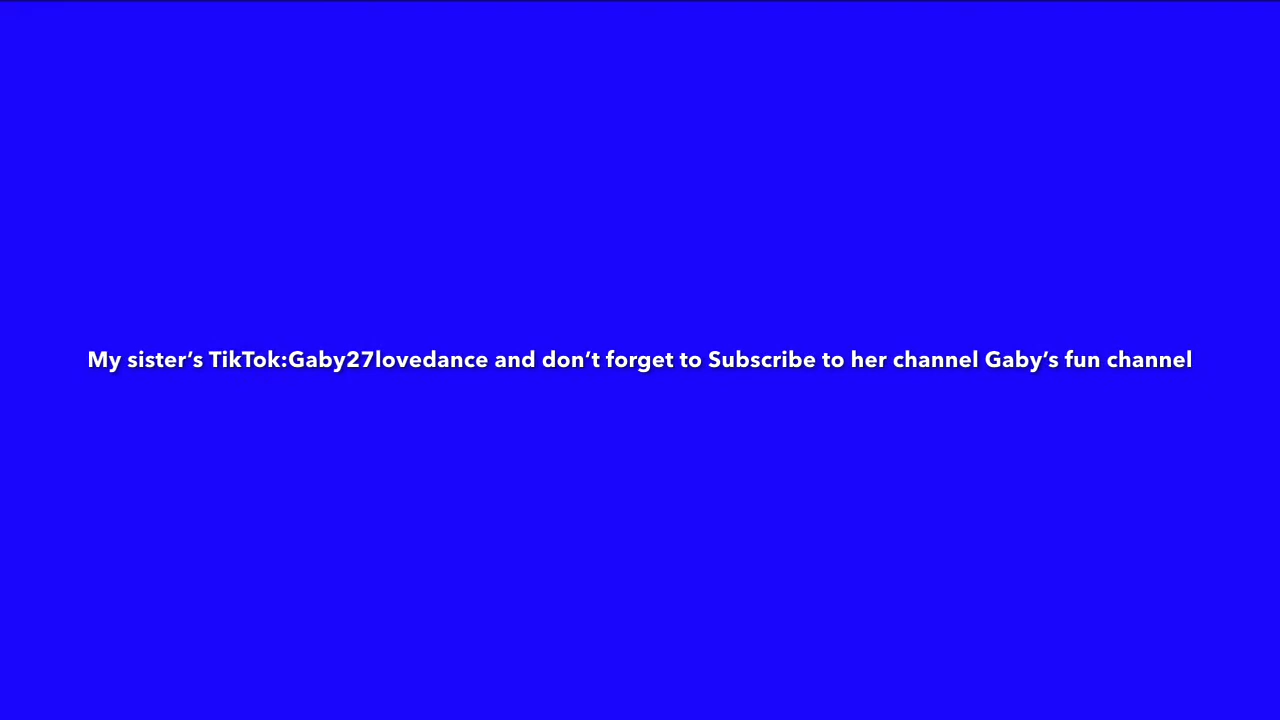 My sister’s TikTok:Gaby27lovedance and don’t forget to Subscribe to her channel Gaby’s fun channel